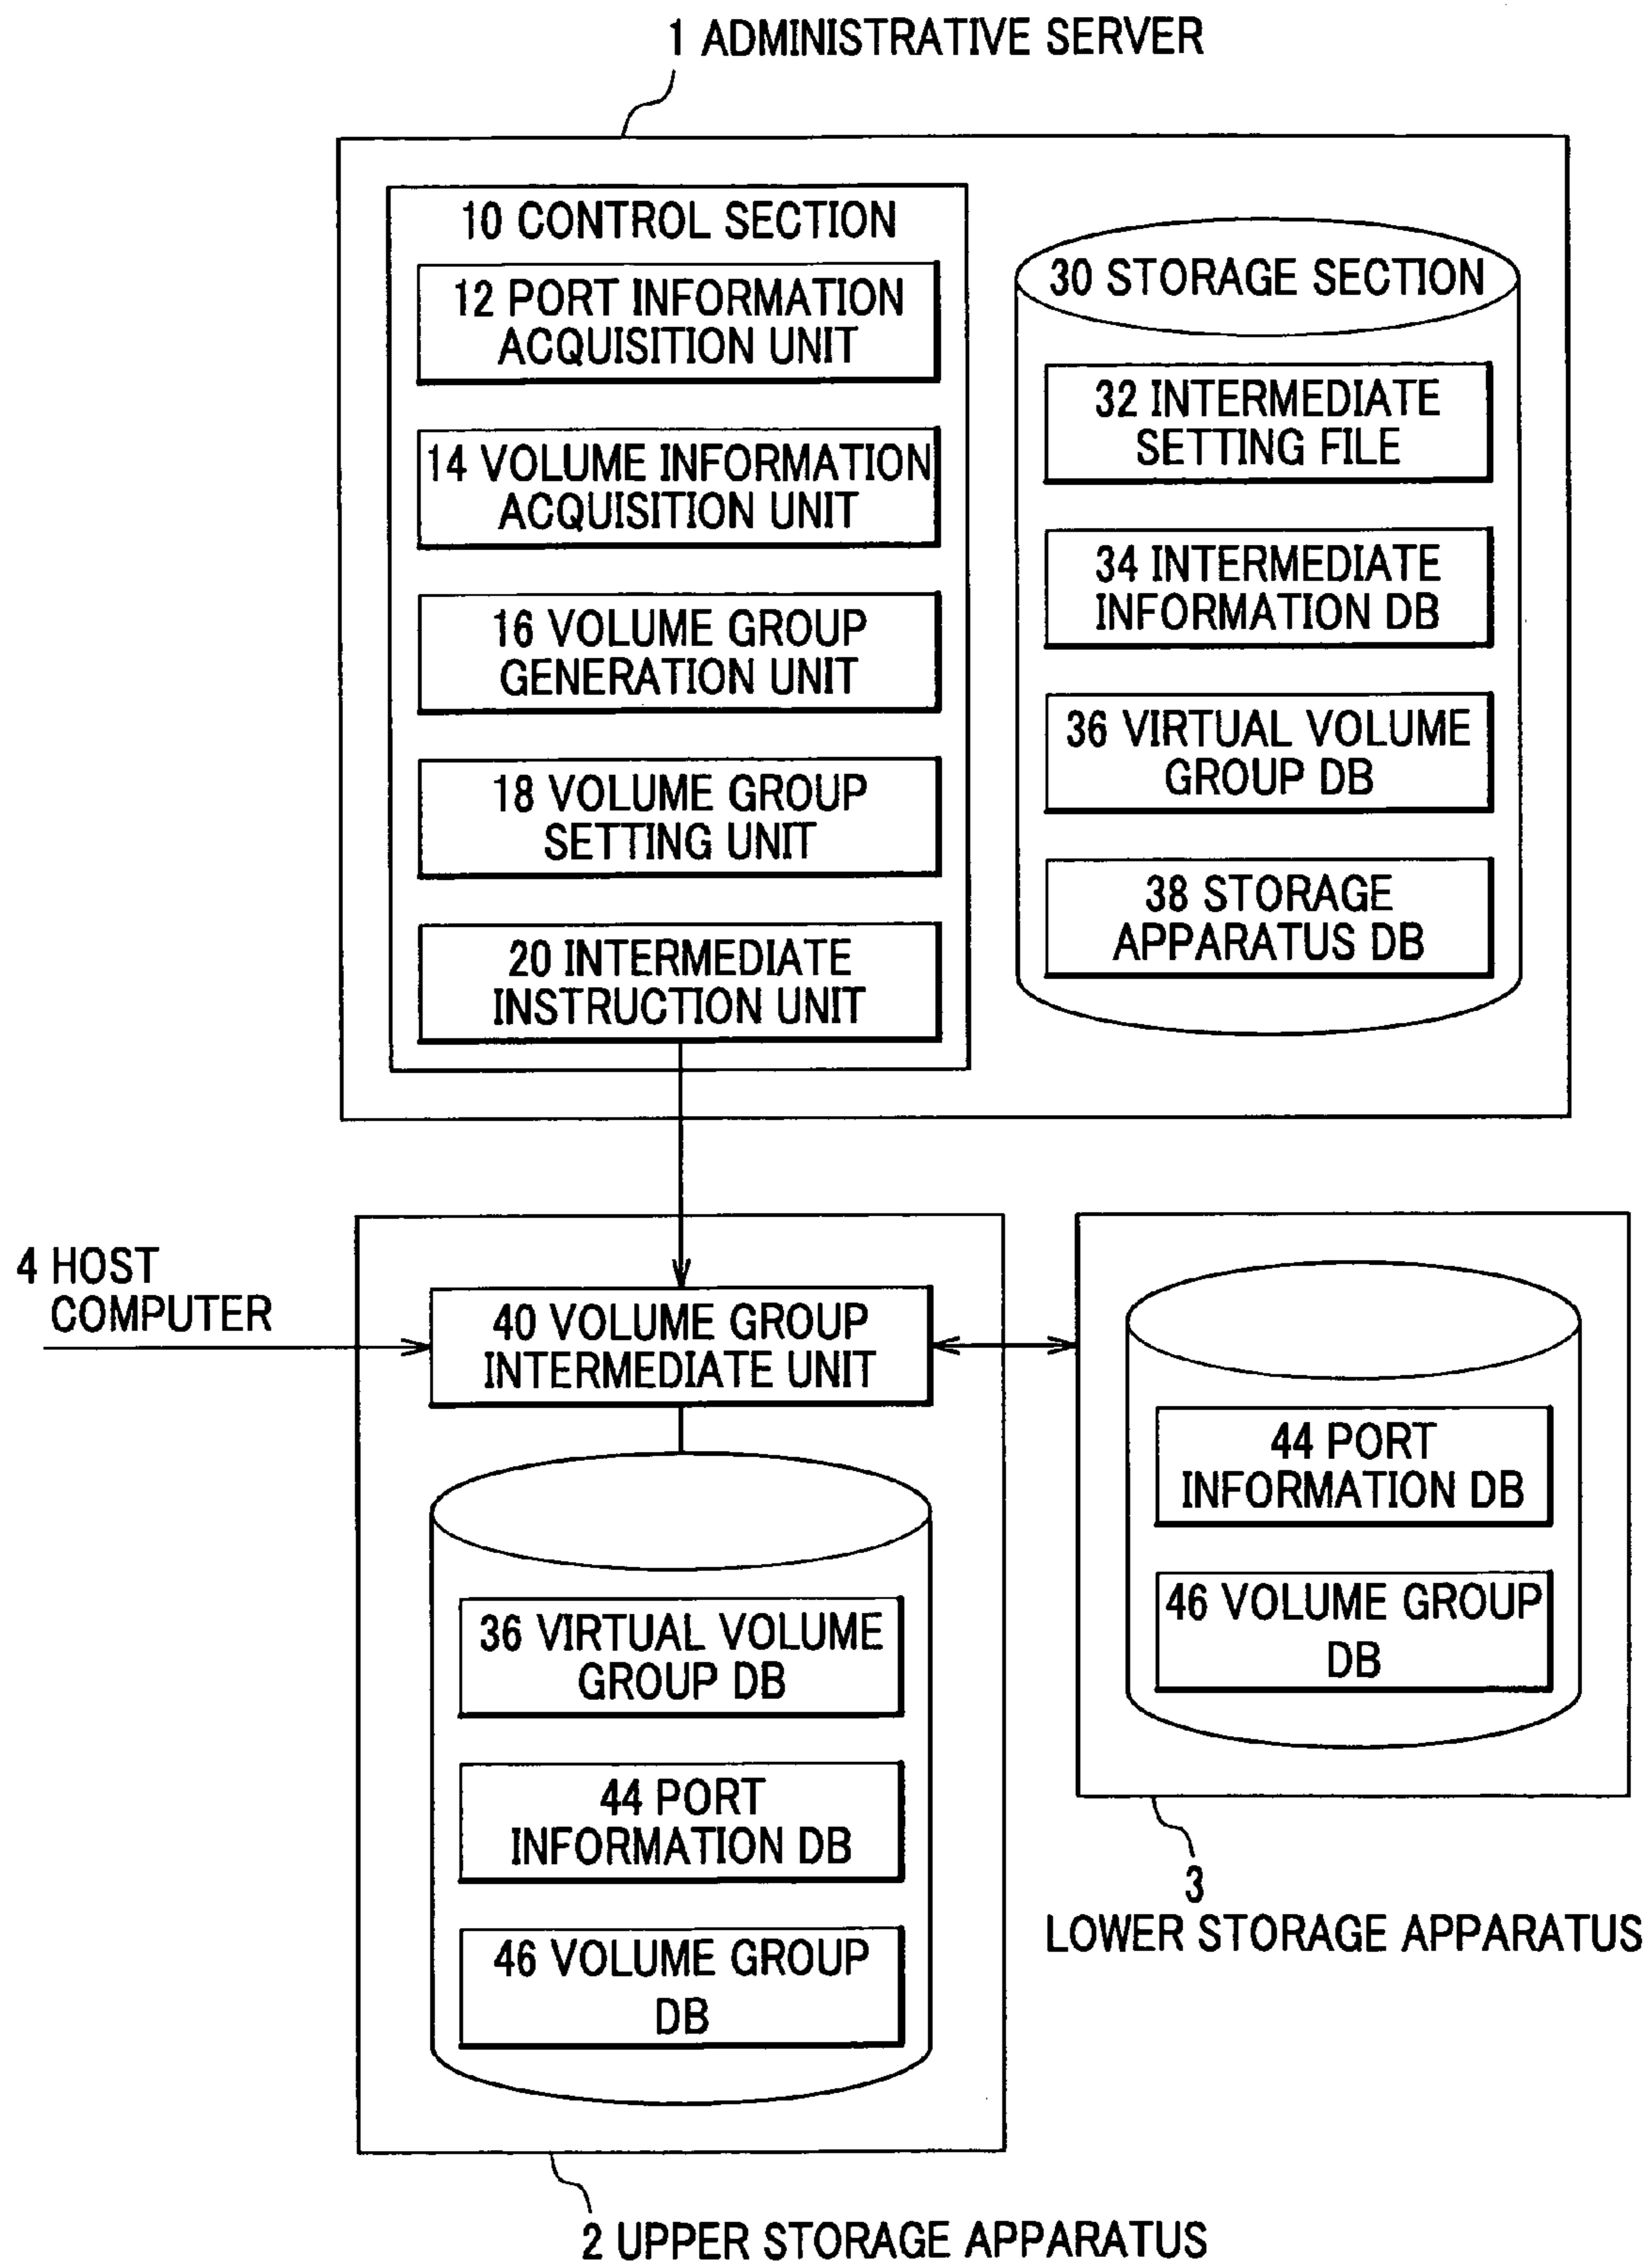 1 ADMINISTRATIVE SERVER
10 CONTROL SECTION
12 PORT INFORMATION
ACQUISITION UNIT
14 VOLUME INFORMATION
ACQUISITION UNIT
16 VOLUME GROUP
GENERATION UNIT
18 VOLUME GROUP
SETTING UNIT
20 INTERMEDIATE
INSTRUCTION UNIT
30 STORAGE SECTION
32 INTERMEDIATE
SETTING FILE
34 INTERMEDIATE
INFORMATION DB
36 VIRTUAL VOLUME
GROUP DB
38 STORAGE
APPARATUS DB
4 HOST
COMPUTER
40 VOLUME GROUP
INTERMEDIATE UNIT
36 VIRTUAL VOLUME
GROUP DB
44 PORT
INFORMATION DB
46 VOLUME GROUP
DB
2 UPPER STORAGE APPARATUS
44 PORT
INFORMATION DB
46 VOLUME GROUP
DB
3
LOWER STORAGE APPARATUS